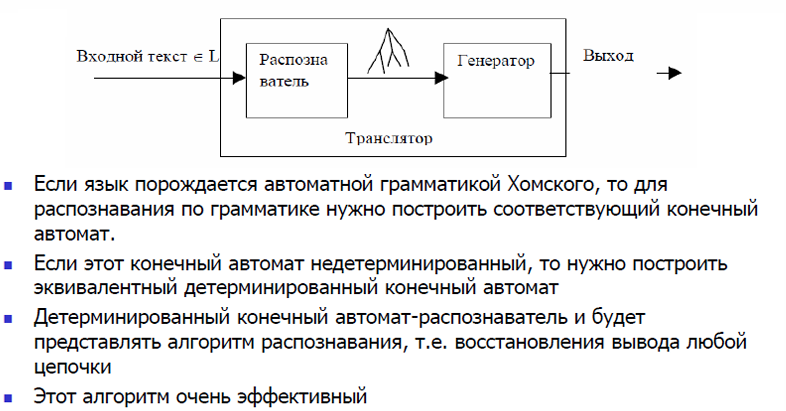 Входной текст ∈ L
Распозна
ватель
Генератор
Выход
Транслятор
Если язык порождается автоматной грамматикой Хомского, то для
распознавания по грамматике нужно построить соответствующий конечный
автомат.
Если этот конечный автомат недетерминированный, то нужно построить
эквивалентный детерминированный конечный автомат
Детерминированный конечный автомат-распознаватель и будет
представлять алгоритм распознавания, т.е. восстановления вывода любой
цепочки
Этот алгоритм очень эффективный